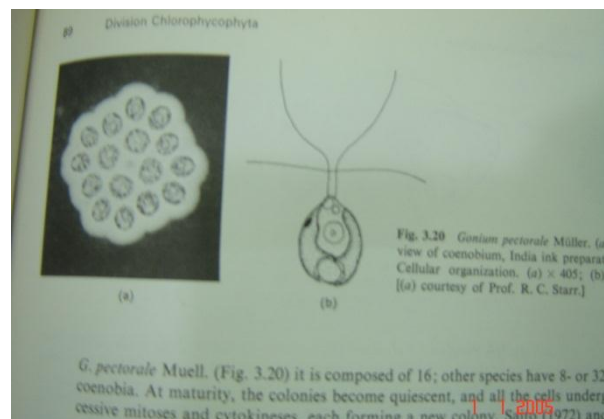 Division Chlorophycophyta
(a)
(b)
Fig. 3.20 Gonium pectorale Müller. (a)
view of coenobium, India ink preparat
Cellular organization. (a) × 405; (b)
[(a) courtesy of Prof. R. C. Starr.]
G. pectorale Muell. (Fig. 3.20) it is composed of 16; other species have 8- or 32
coenobia. At maturity, the colonies become quiescent, and all the cells under
cessive mitoses and cytokineses, each forming a new colony
1 1 2005